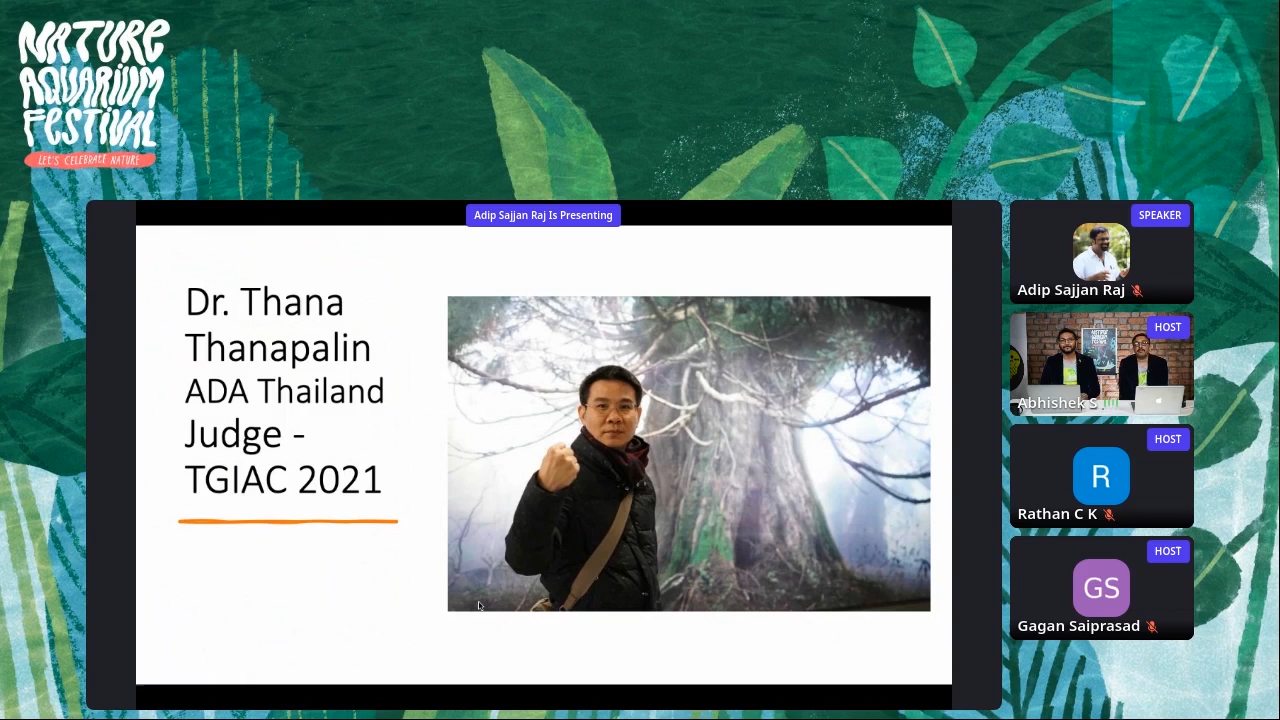 NATURE
AQUARIUM
FESTIVAL
LET'S CELEBRATE NATURE
Adip Sajjan Raj Is Presenting
Dr. Thana
Thanapalin
ADA Thailand
Judge -
TGIAC 2021
SPEAKER
Adip Sajjan Raj
HOST
Abhishek S
HOST
R
Rathan C K
HOST
GS
Gagan Saiprasad